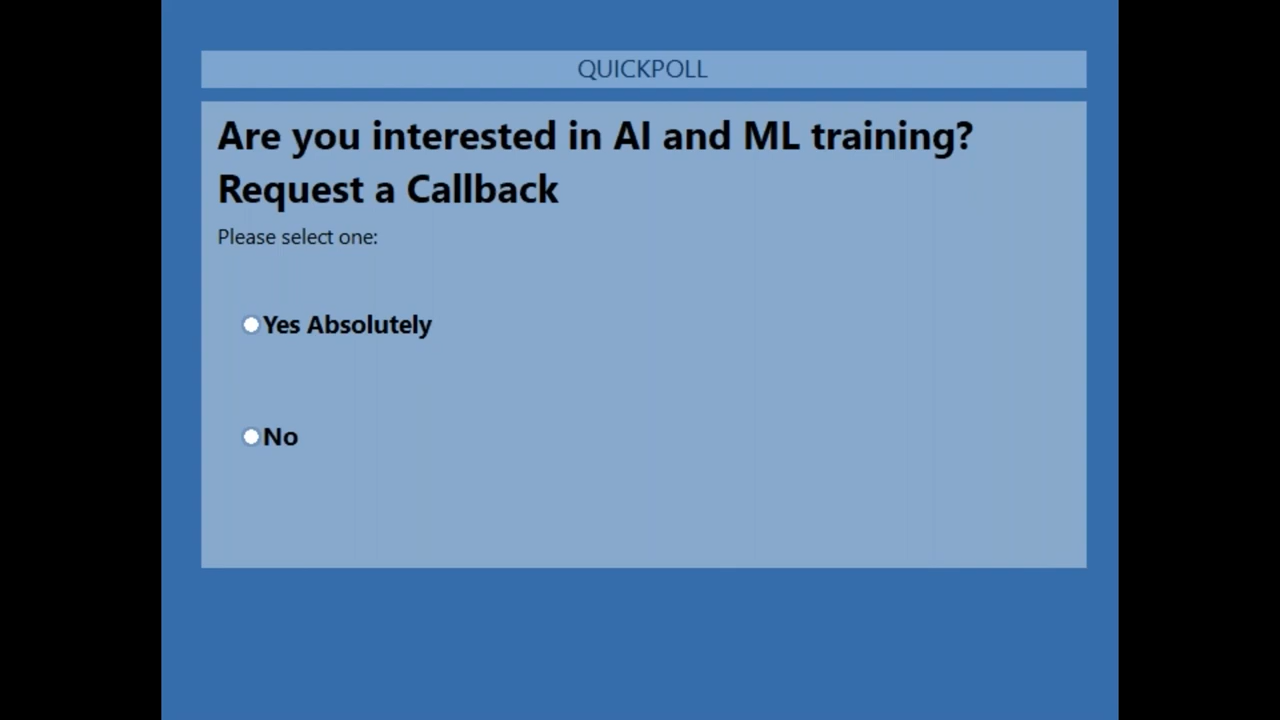 QUICKPOLL
Are you interested in AI and ML training?
Request a Callback
Please select one:
Yes Absolutely
No